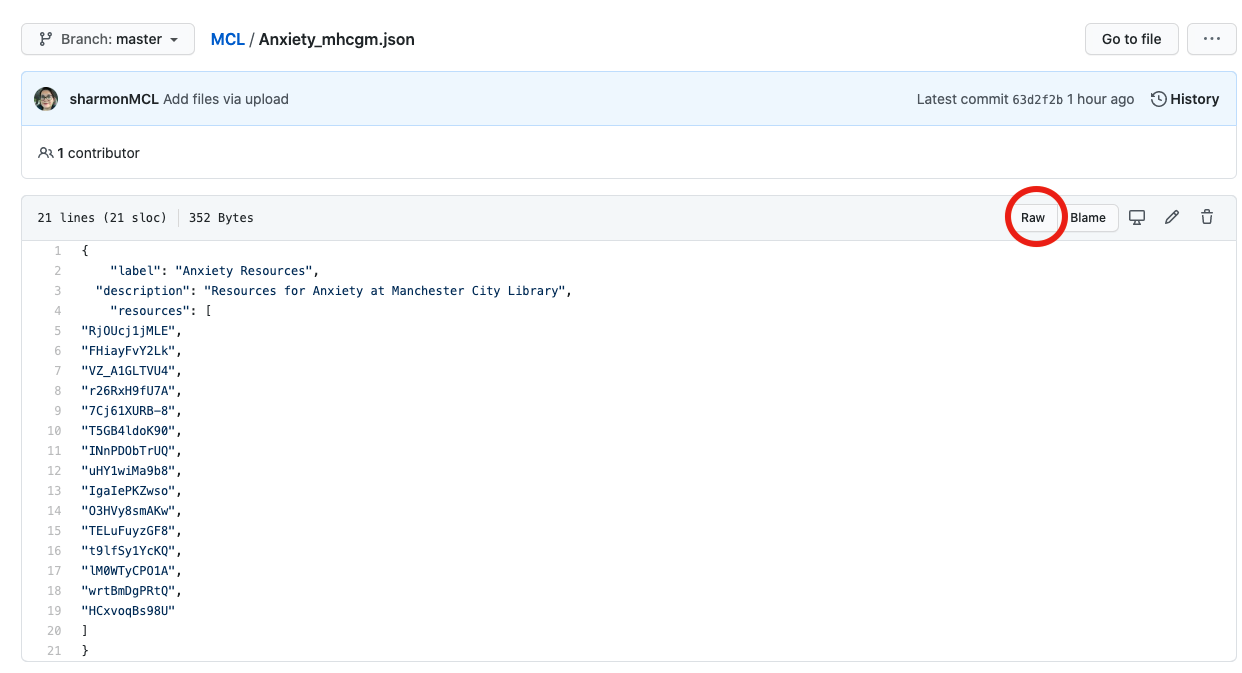 Branch: master MCL / Anxiety_mhcgm.json Go to file ...
sharmonMCL Add files via upload Latest commit 63d2f2b 1 hour ago History
1 contributor
21 lines (21 sloc) 352 Bytes Raw Blame
1 {
2 "label": "Anxiety Resources",
3 "description": "Resources for Anxiety at Manchester City Library",
4 "resources": [
5 "RjOUcj1jMLE",
6 "FHiayFvY2Lk",
7 "VZ_A1GLTVU4",
8 "r26RxH9fU7A",
9 "7Cj61XURB-8",
10 "T5GB4ldoK90",
11 "INnPDObTrUQ",
12 "uHY1wiMa9b8",
13 "IgaIePKZwso",
14 "O3HVy8smAKw",
15 "TELuFuyzGF8",
16 "t9lfSy1YcKQ",
17 "lM0WTyCPO1A",
18 "wrtBmDgPRtQ",
19 "HCxvoqBs98U"
20 ]
21 }